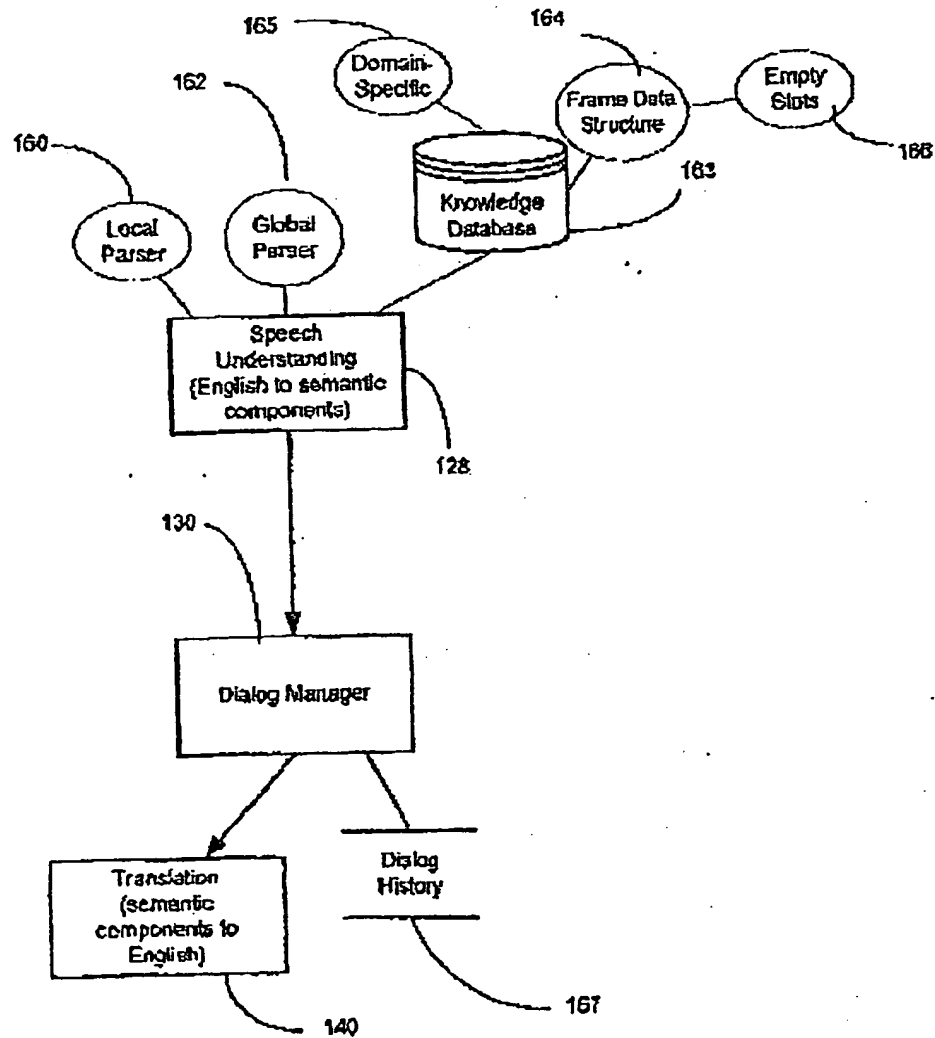 165
164
Domain-
Specific
162
Empty
Slots
Frame Data
Structure
160
166
163
Knowledge
Database
Local
Parser
Global
Parser
Speech
Understanding
(English to semantic
components)
128
130
Dialog Manager
Translation
(semantic
components to
English)
Dialog
History
167
140